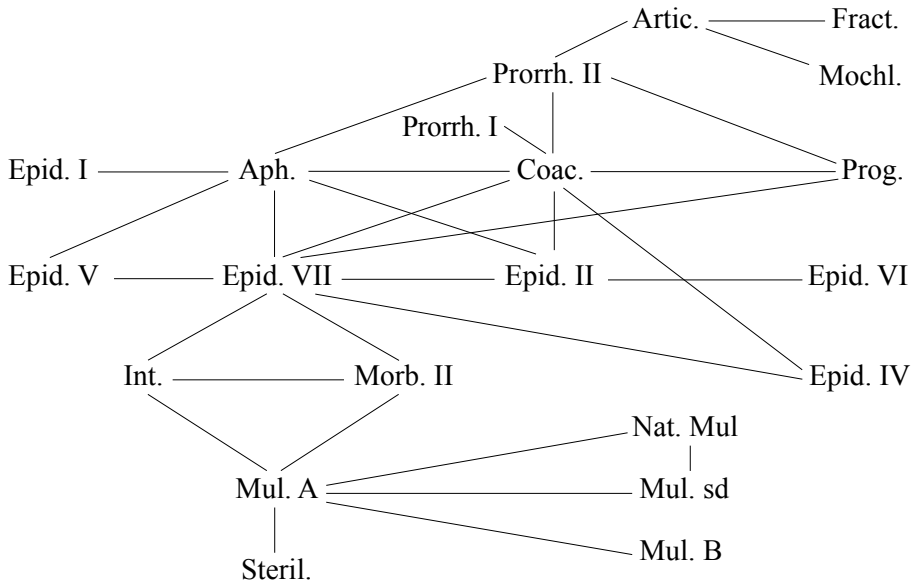 Artic. Fract.
Prorrh. II Mochl.
Prorrh. I
Epid. I Aph. Coac. Prog.
Epid. V Epid. VII Epid. II Epid. VI
Int. Morb. II Epid. IV
Nat. Mul
Mul. A Mul. sd
Mul. B
Steril.